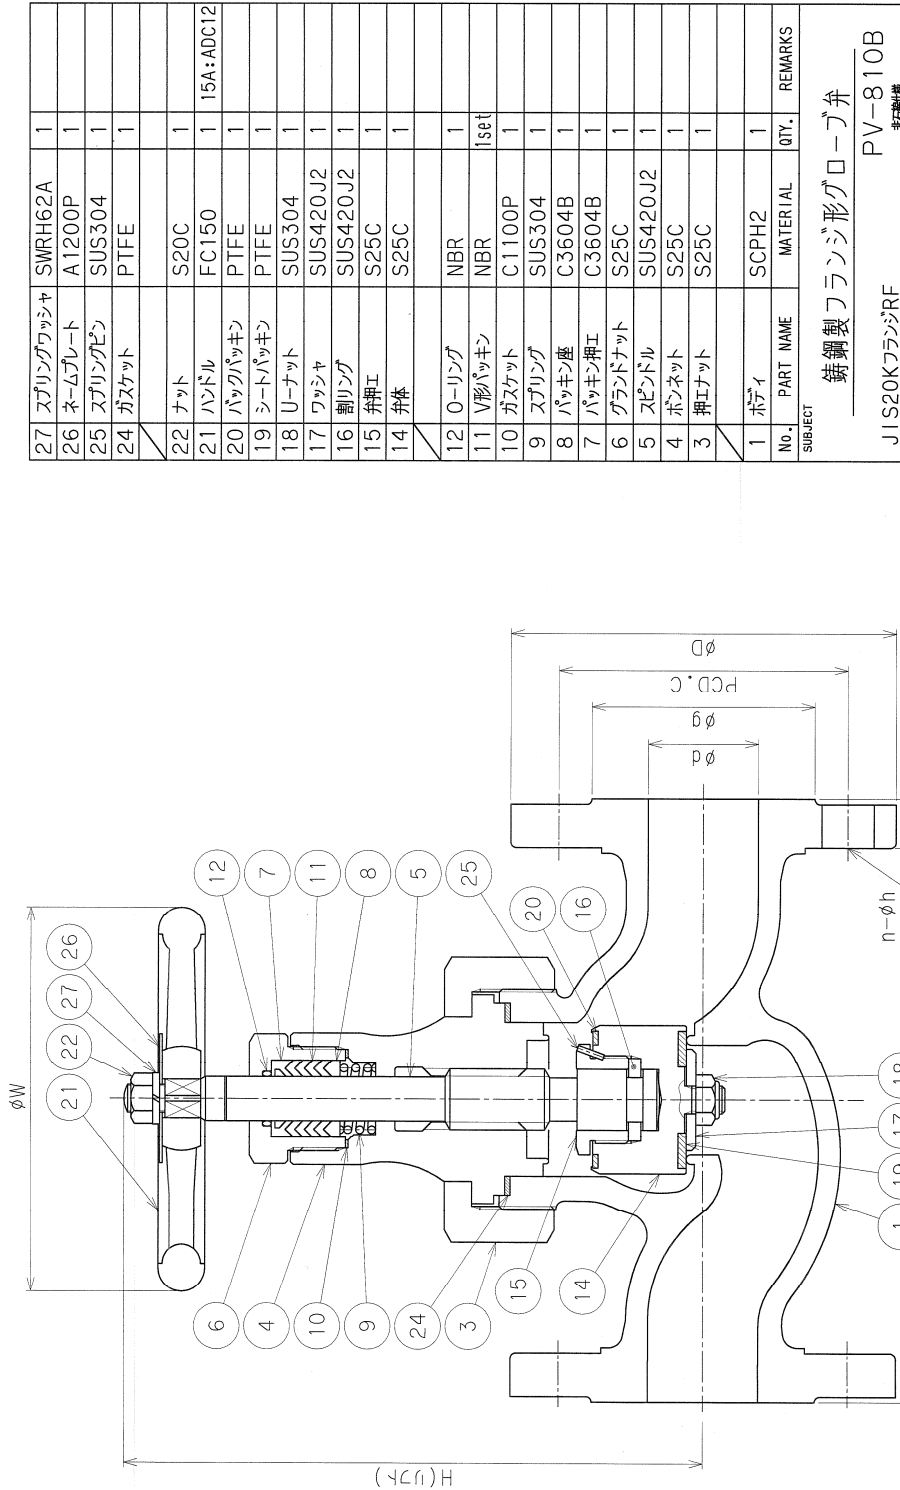 27 スプリングワッシャ SWRH62A 1
26 ネームプレート A1200P 1
25 スプリングピン SUS304 1
24 ガスケット PTFE 1
22 ナット S20C 1
21 ハンドル FC150 1 15A:ADC12
20 バックパッキン PTFE 1
19 シートパッキン PTFE 1
18 U-ナット SUS304 1
17 ワッシャ SUS420J2 1
16 割リング SUS420J2 1
15 弁押エ S25C 1
14 弁体 S25C 1
12 O-リング NBR 1
11 V形パッキン NBR 1set
10 ガスケット C1100P 1
9 スプリング SUS304 1
8 パッキン座 C3604B 1
7 パッキン押エ C3604B 1
6 グランドナット S25C 1
5 スピンドル SUS420J2 1
4 ボンネット S25C 1
3 押エナット S25C 1
1 ボディ SCPH2 1
No. PART NAME MATERIAL QTY. REMARKS
SUBJECT
鋳鋼製フランジ形グローブ弁
PV-810B
JIS20KフランジRF
øW
21
22
27
26
12
7
11
8
5
25
20
16
6
4
10
9
24
3
15
14
18
17
19
1
H(リフト)
ød
øg
PCD.C
øD
n-øh